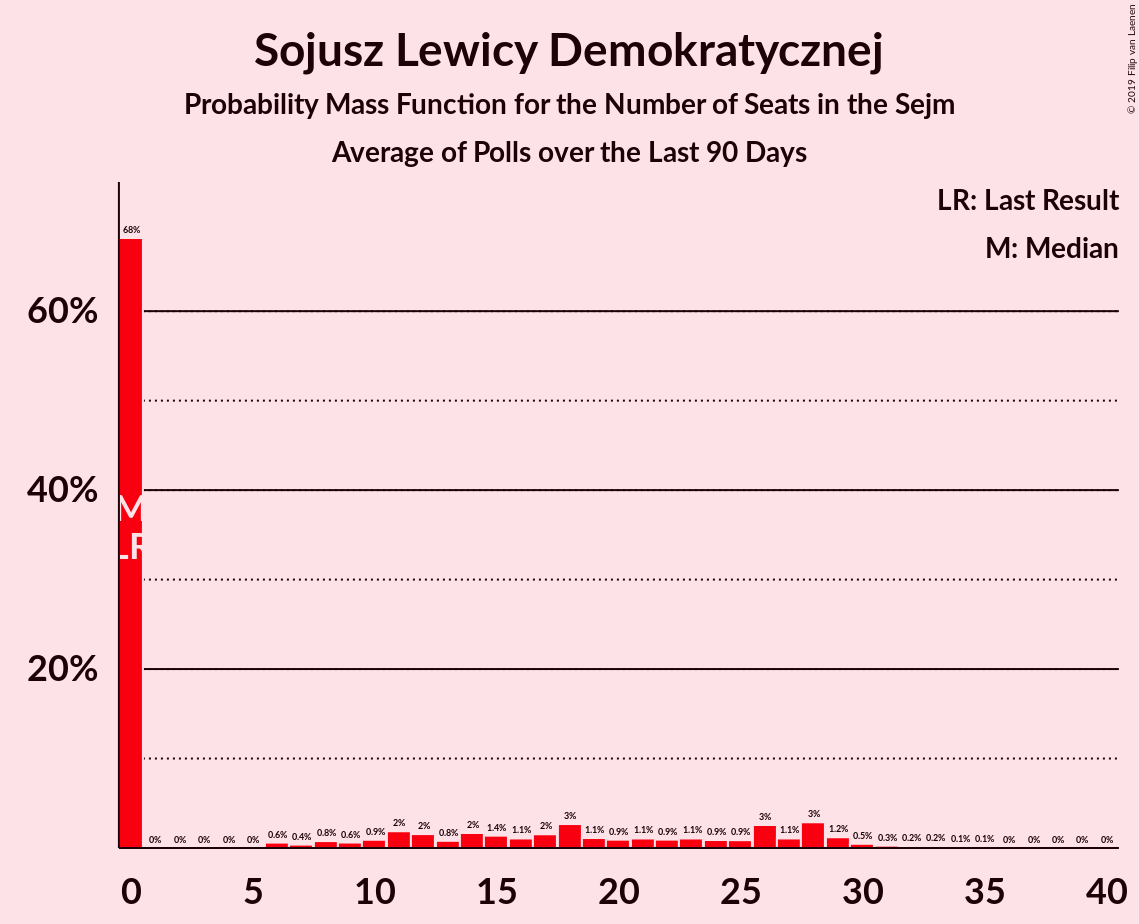 Sojusz Lewicy Demokratycznej
Probability Mass Function for the Number of Seats in the Sejm
Average of Polls over the Last 90 Days
© 2019 Filip van Laenen
LR: Last Result
M: Median
60%
40%
20%
M
LR
68% 0% 0% 0% 0% 0% 0.6% 0.4% 0.8% 0.6% 0.9% 2% 2% 0.8% 2% 1.4% 1.1% 2% 3% 1.1% 0.9% 1.1% 0.9% 1.1% 0.9% 0.9% 3% 1.1% 3% 1.2% 0.5% 0.3% 0.2% 0.2% 0.1% 0.1% 0% 0% 0% 0% 0%
0 5 10 15 20 25 30 35 40